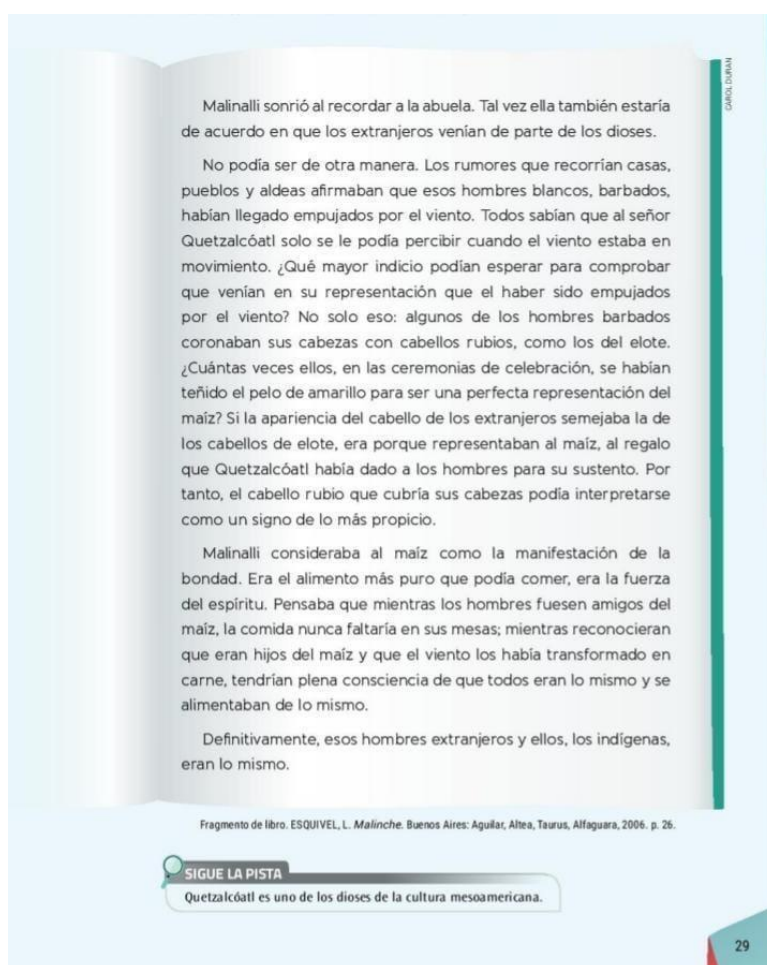 CAROL DURAN
Malinalli sonrió al recordar a la abuela. Tal vez ella también estaría
de acuerdo en que los extranjeros venían de parte de los dioses.
No podía ser de otra manera. Los rumores que recorrían casas,
pueblos y aldeas afirmaban que esos hombres blancos, barbados,
habían llegado empujados por el viento. Todos sabían que al señor
Quetzalcóatl solo se le podía percibir cuando el viento estaba en
movimiento. ¿Qué mayor indicio podían esperar para comprobar
que venían en su representación que el haber sido empujados
por el viento? No solo eso: algunos de los hombres barbados
coronaban sus cabezas con cabellos rubios, como los del elote.
¿Cuántas veces ellos, en las ceremonias de celebración, se habían
teñido el pelo de amarillo para ser una perfecta representación del
maíz? Si la apariencia del cabello de los extranjeros semejaba la de
los cabellos de elote, era porque representaban al maíz, al regalo
que Quetzalcóatl había dado a los hombres para su sustento. Por
tanto, el cabello rubio que cubría sus cabezas podía interpretarse
como un signo de lo más propicio.
Malinalli consideraba al maíz como la manifestación de la
bondad. Era el alimento más puro que podía comer, era la fuerza
del espíritu. Pensaba que mientras los hombres fuesen amigos del
maíz, la comida nunca faltaría en sus mesas; mientras reconocieran
que eran hijos del maíz y que el viento los había transformado en
carne, tendrían plena consciencia de que todos eran lo mismo y se
alimentaban de lo mismo.
Definitivamente, esos hombres extranjeros y ellos, los indígenas,
eran lo mismo.
Fragmento de libro. ESQUIVEL, L. Malinche. Buenos Aires: Aguilar, Altea, Taurus, Alfaguara, 2006. p. 26.
SIGUE LA PISTA
Quetzalcóatl es uno de los dioses de la cultura mesoamericana.
29